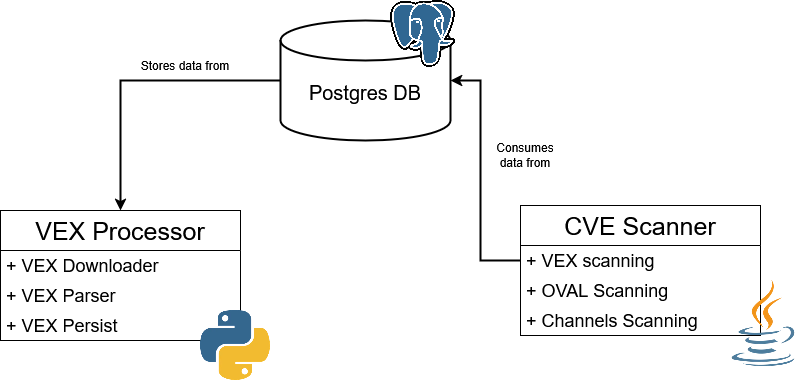 Stores data from
Postgres DB
Consumes
data from
VEX Processor
+ VEX Downloader
+ VEX Parser
+ VEX Persist
CVE Scanner
+ VEX scanning
+ OVAL Scanning
+ Channels Scanning